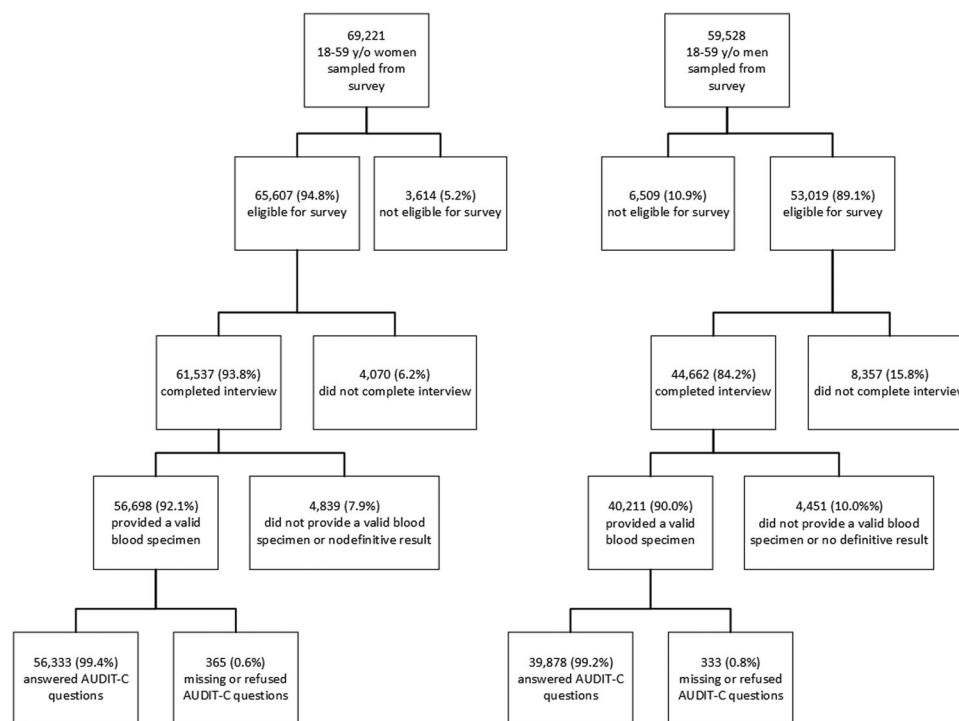 69,221
18-59 y/o women
sampled from
survey
59,528
18-59 y/o men
sampled from
survey
65,607 (94.8%)
eligible for survey
3,614 (5.2%)
not eligible for survey
6,509 (10.9%)
not eligible for survey
53,019 (89.1%)
eligible for survey
61,537 (93.8%)
completed interview
4,070 (6.2%)
did not complete interview
44,662 (84.2%)
completed interview
8,357 (15.8%)
did not complete interview
56,698 (92.1%)
provided a valid
blood specimen
4,839 (7.9%)
did not provide a valid blood
specimen or nodefinitive result
40,211 (90.0%)
provided a valid
blood specimen
4,451 (10.0%%)
did not provide a valid blood
specimen or no definitive result
56,333 (99.4%)
answered AUDIT-C
questions
365 (0.6%)
missing or refused
AUDIT-C questions
39,878 (99.2%)
answered AUDIT-C
questions
333 (0.8%)
missing or refused
AUDIT-C questions